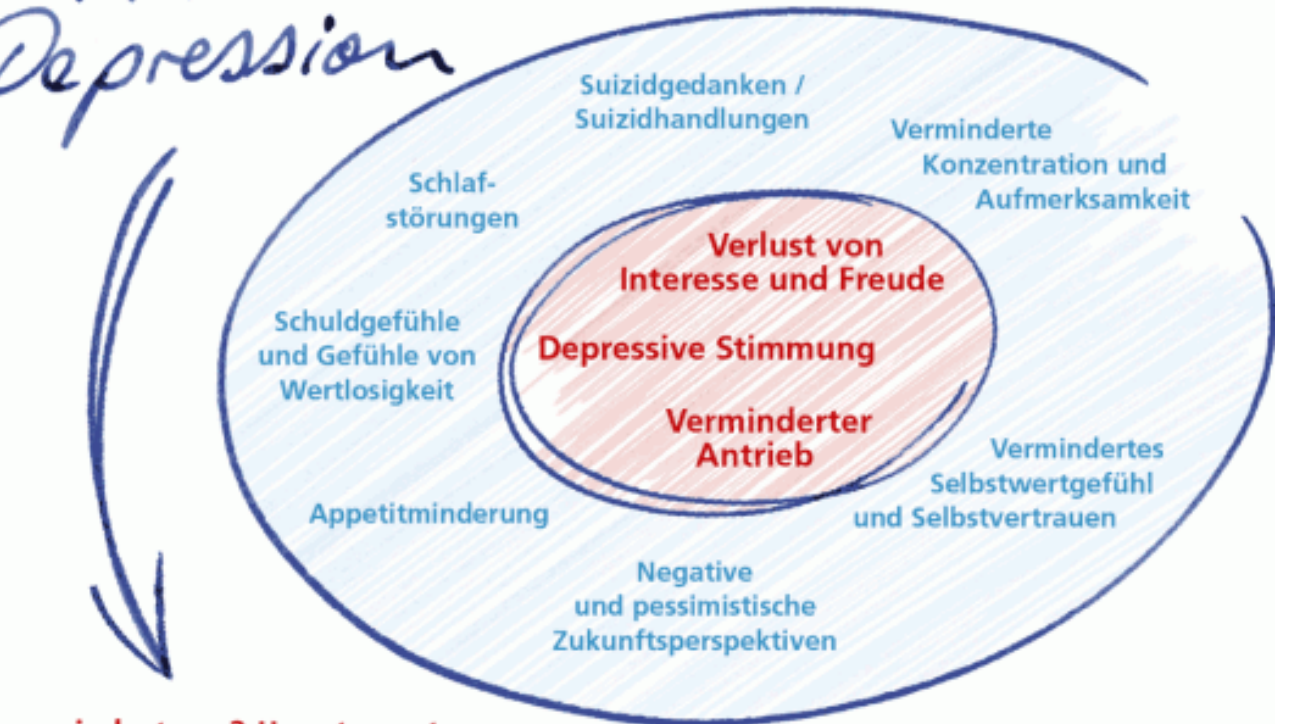 Depression
Suizidgedanken /
Suizidhandlungen
Verminderte
Konzentration und
Aufmerksamkeit
Schlaf-
störungen
Verlust von
Interesse und Freude
Schuldgefühle
und Gefühle von
Wertlosigkeit
Depressive Stimmung
Verminderter
Antrieb
Vermindertes
Selbstwertgefühl
und Selbstvertrauen
Appetitminderung
Negative
und pessimistische
Zukunftsperspektiven